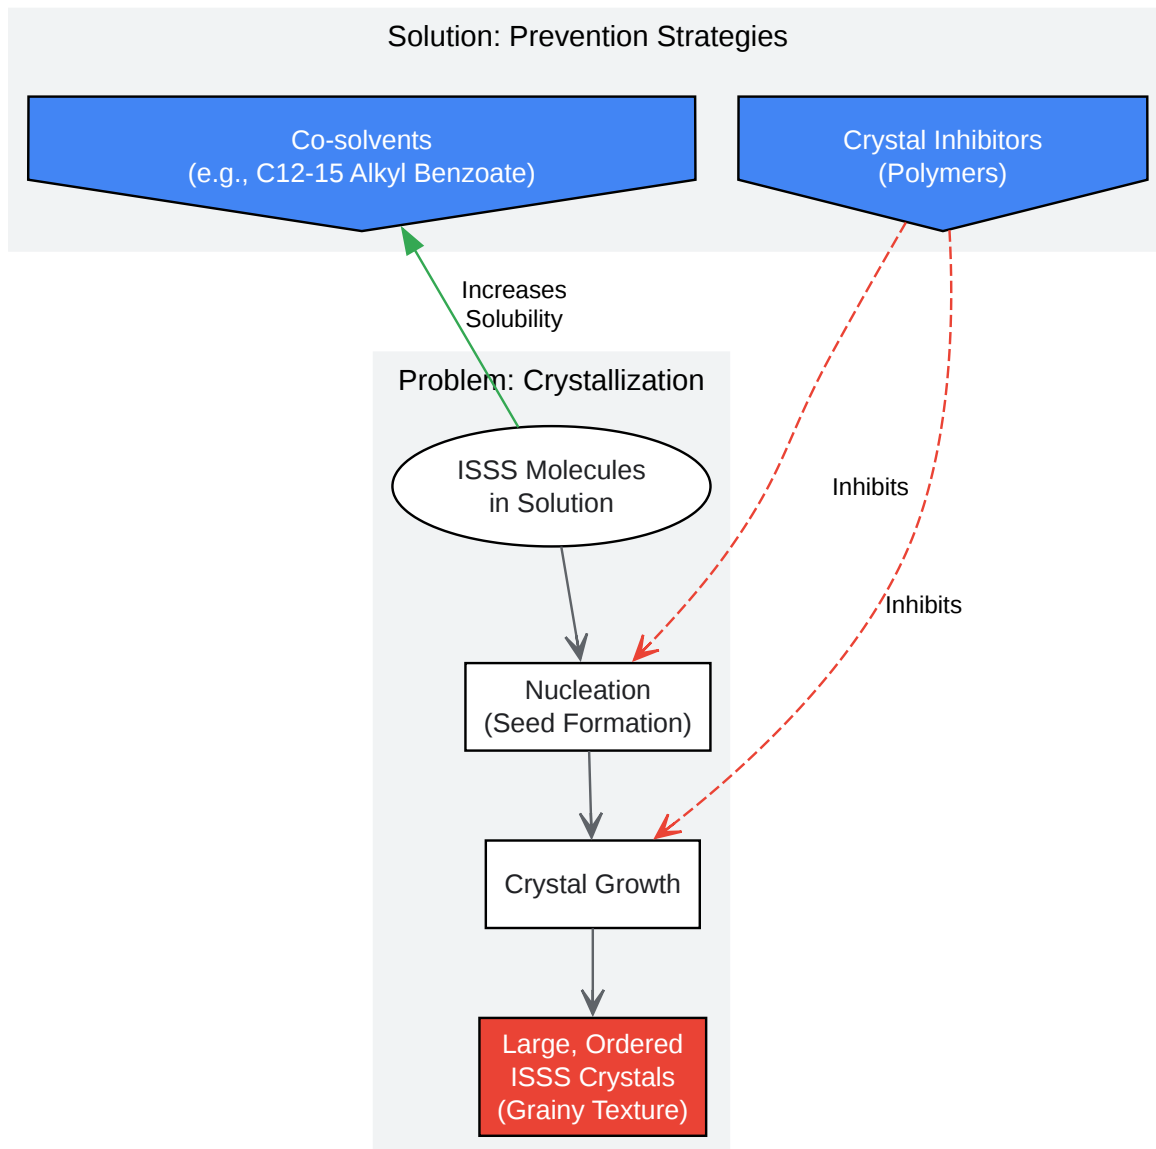 Solution: Prevention Strategies
Co-solvents
(e.g., C12-15 Alkyl Benzoate)
Crystal Inhibitors
(Polymers)
Increases
Solubility
Problem: Crystallization
ISSS Molecules
in Solution
Inhibits
Inhibits
Nucleation
(Seed Formation)
Crystal Growth
Large, Ordered
ISSS Crystals
(Grainy Texture)